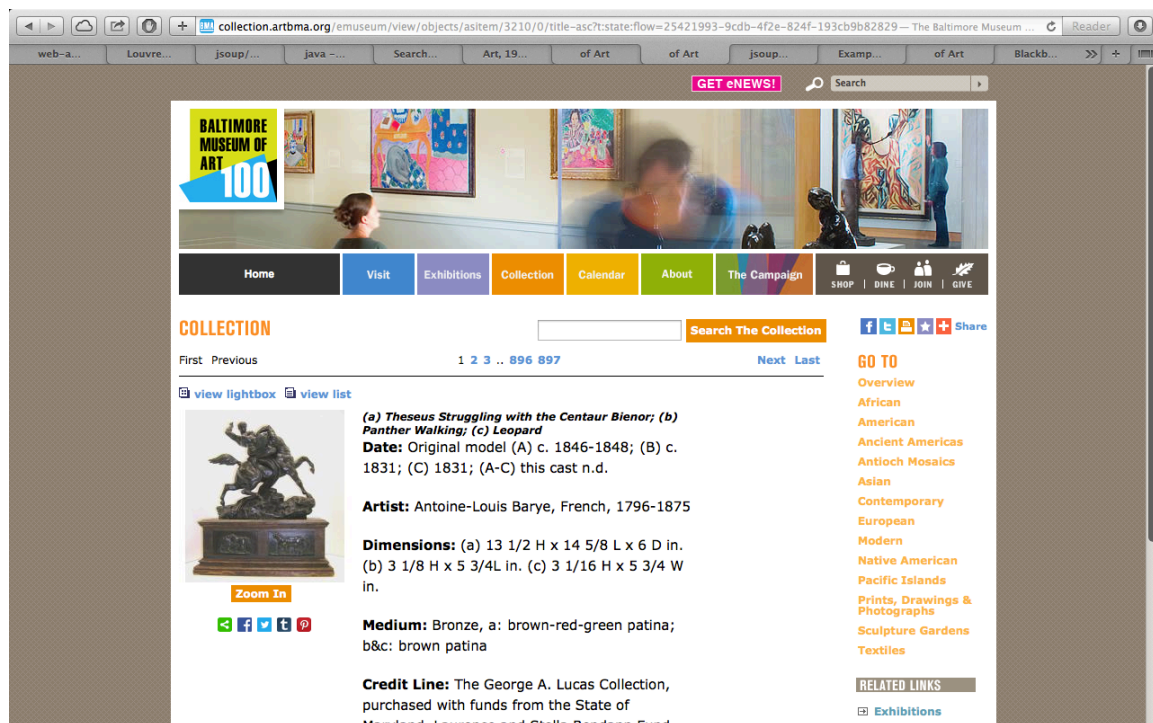 collection.artbma.org/emuseum/view/objects/asitem/3210/0/title-asc?t:state:flow=25421993-9cdb-4f2e-824f-193cb9b82829 — The Baltimore Museum ...
Reader
web-a... Louvre... jsoup/... java -... Search... Art, 19... of Art of Art jsoup... Examp... of Art Blackb...
GET eNEWS! Search
BALTIMORE
MUSEUM OF
ART
100
Home Visit Exhibitions Collection Calendar About The Campaign
SHOP | DINE | JOIN | GIVE
COLLECTION
Search The Collection
Share
First Previous 1 2 3 .. 896 897 Next Last
view lightbox view list
(a) Theseus Struggling with the Centaur Bienor; (b)
Panther Walking; (c) Leopard
Date: Original model (A) c. 1846-1848; (B) c.
1831; (C) 1831; (A-C) this cast n.d.
Artist: Antoine-Louis Barye, French, 1796-1875
Dimensions: (a) 13 1/2 H x 14 5/8 L x 6 D in.
(b) 3 1/8 H x 5 3/4L in. (c) 3 1/16 H x 5 3/4 W
in.
Zoom In
Medium: Bronze, a: brown-red-green patina;
b&c: brown patina
Credit Line: The George A. Lucas Collection,
purchased with funds from the State of
GO TO
Overview
African
American
Ancient Americas
Antioch Mosaics
Asian
Contemporary
European
Modern
Native American
Pacific Islands
Prints, Drawings &
Photographs
Sculpture Gardens
Textiles
RELATED LINKS
Exhibitions